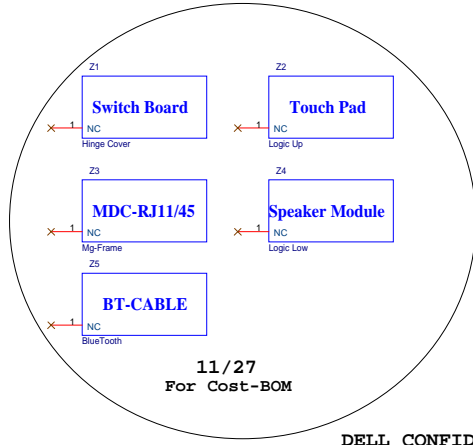 Z1
Switch Board
1
NC
Hinge Cover
Z2
Touch Pad
1
NC
Logic Up
Z3
MDC-RJ11/45
1
NC
Mg-Frame
Z4
Speaker Module
1
NC
Logic Low
Z5
BT-CABLE
1
NC
BlueTooth
11/27
For Cost-BOM
DELL CONFID